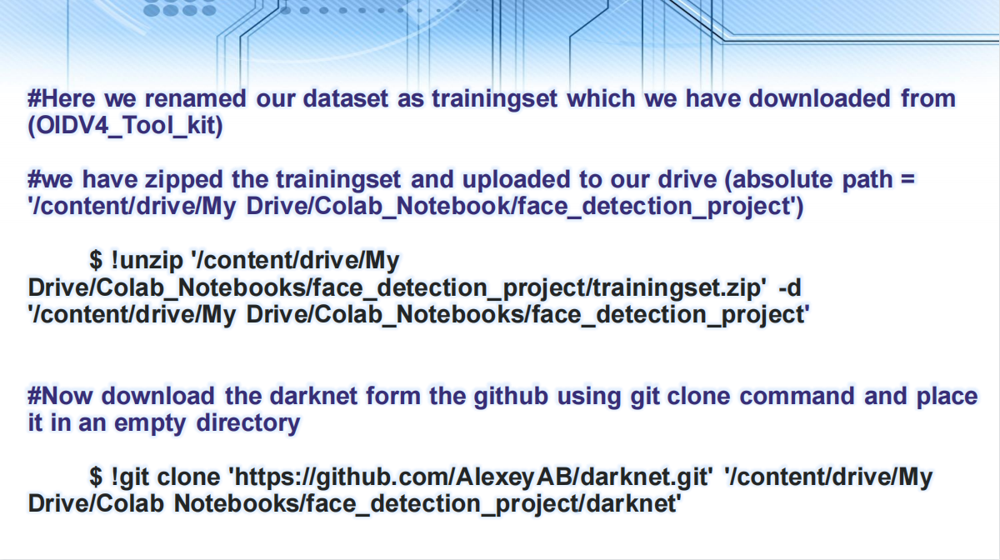 #Here we renamed our dataset as trainingset which we have downloaded from
(OIDV4_Tool_kit)
#we have zipped the trainingset and uploaded to our drive (absolute path =
'/content/drive/My Drive/Colab_Notebook/face_detection_project')
$ !unzip '/content/drive/My
Drive/Colab_Notebooks/face_detection_project/trainingset.zip' -d
'/content/drive/My Drive/Colab_Notebooks/face_detection_project'
#Now download the darknet form the github using git clone command and place
it in an empty directory
$ !git clone 'https://github.com/AlexeyAB/darknet.git' '/content/drive/My
Drive/Colab Notebooks/face_detection_project/darknet'